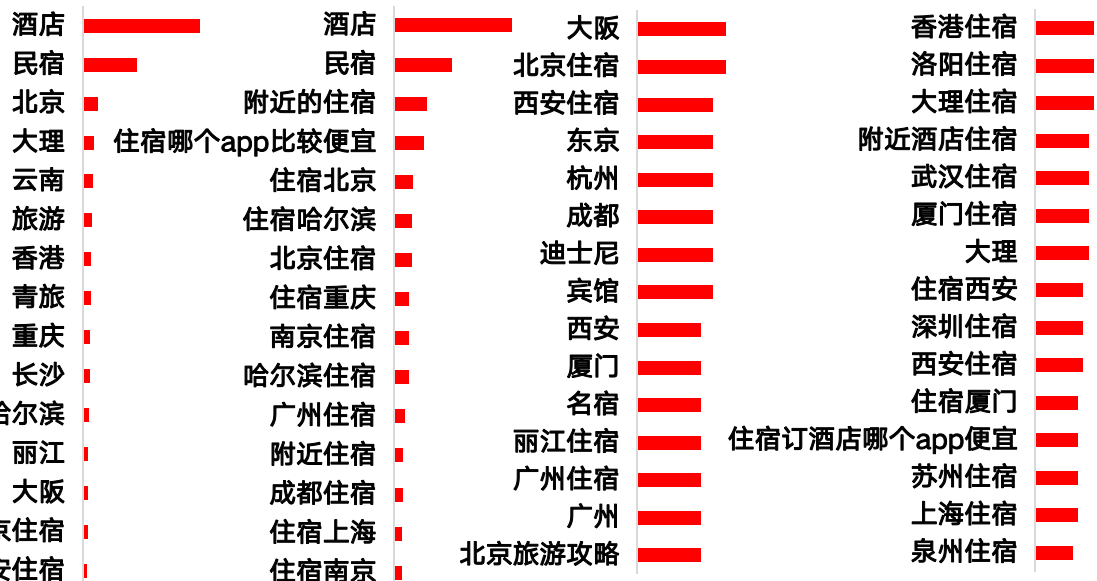 酒店
民宿
北京
大理
云南
旅游
香港
青旅
重庆
长沙
哈尔滨
丽江
大阪
京住宿
安住宿
酒店
民宿
附近的住宿
住宿哪个app比较便宜
住宿北京
住宿哈尔滨
北京住宿
住宿重庆
南京住宿
哈尔滨住宿
广州住宿
附近住宿
成都住宿
住宿上海
住宿南京
大阪
北京住宿
西安住宿
东京
杭州
成都
迪士尼
宾馆
西安
厦门
名宿
丽江住宿
广州住宿
广州
北京旅游攻略
香港住宿
洛阳住宿
大理住宿
附近酒店住宿
武汉住宿
厦门住宿
大理
住宿西安
深圳住宿
西安住宿
住宿厦门
住宿订酒店哪个app便宜
苏州住宿
上海住宿
泉州住宿